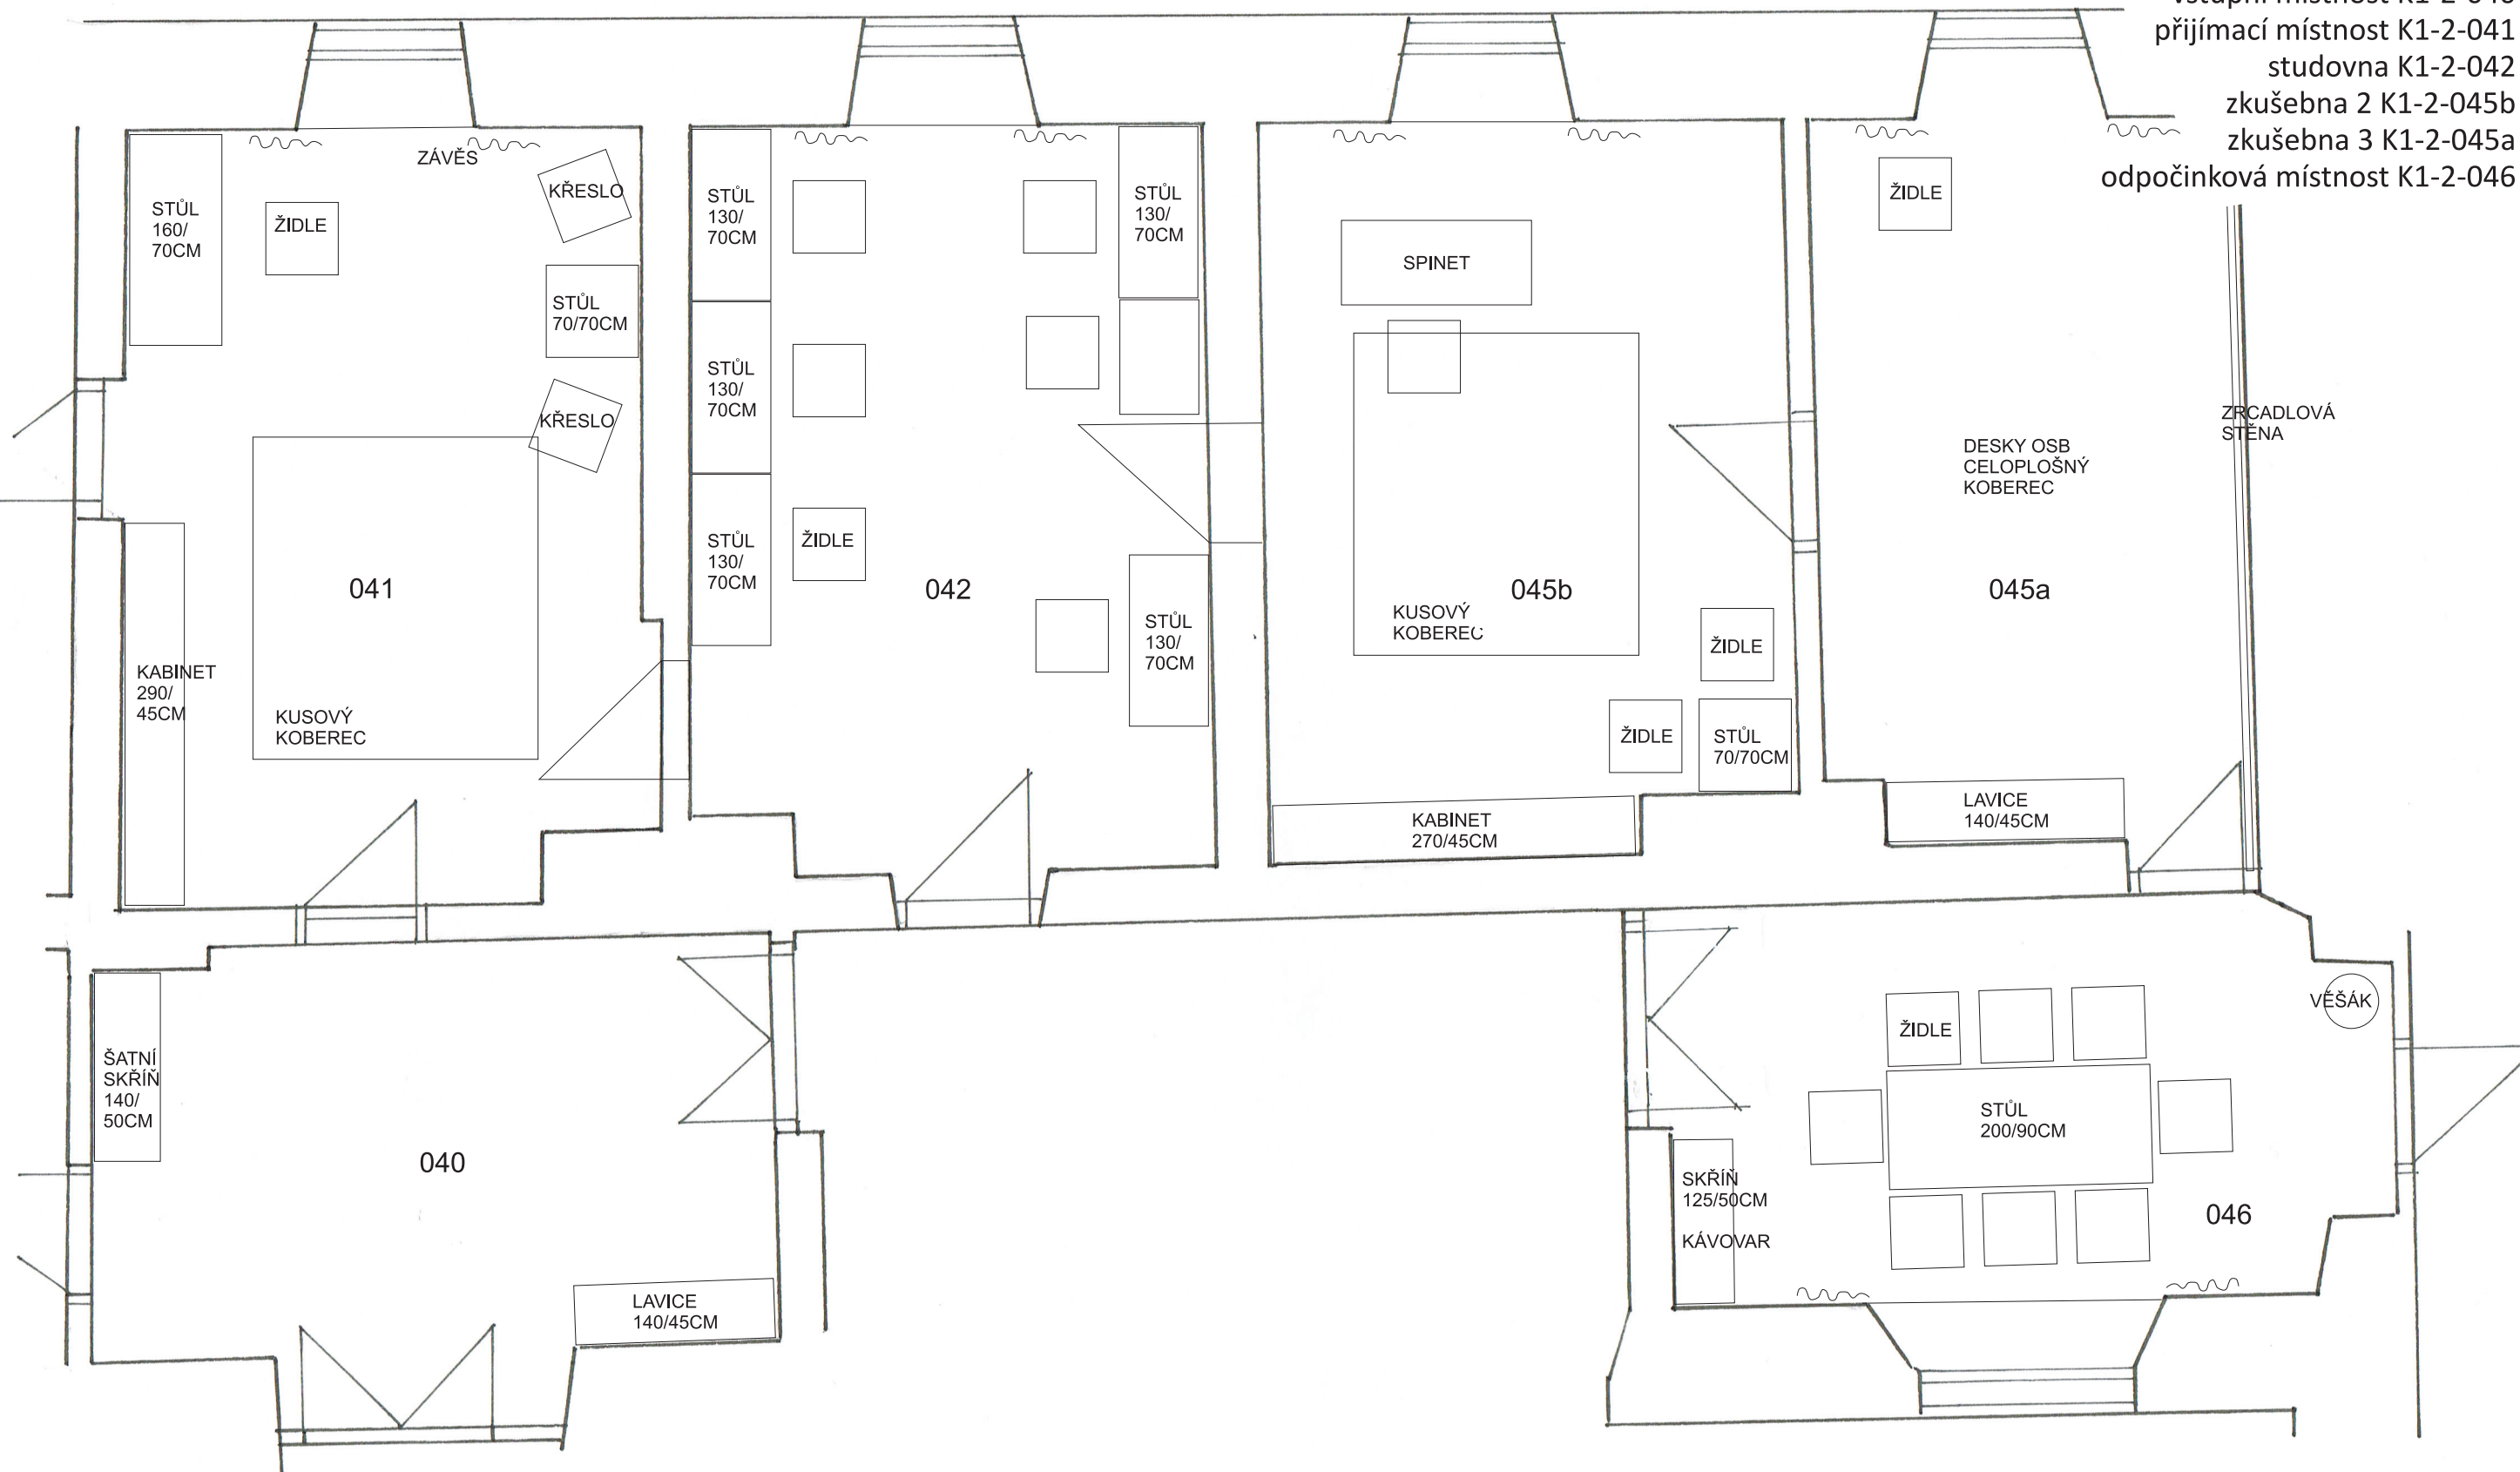 přijímací místnost K1-2-041
studovna K1-2-042
zkušebna 2 K1-2-045b
zkušebna 3 K1-2-045a
odpočinková místnost K1-2-046
ZÁVĚS
STŮL
160/
70CM
ŽIDLE
KŘESLO
STŮL
70/70CM
KŘESLO
041
KABINET
290/
45CM
KUSOVÝ
KOBEREC
STŮL
130/
70CM
STŮL
130/
70CM
STŮL
130/
70CM
ŽIDLE
STŮL
130/
70CM
042
STŮL
130/
70CM
SPINET
045b
KUSOVÝ
KOBEREC
ŽIDLE
ŽIDLE
STŮL
70/70CM
KABINET
270/45CM
ŽIDLE
ZRCADLOVÁ
STĚNA
DESKY OSB
CELOPLOŠNÝ
KOBEREC
045a
LAVICE
140/45CM
ŠATNÍ
SKŘÍŇ
140/
50CM
040
LAVICE
140/45CM
VĚŠÁK
ŽIDLE
STŮL
200/90CM
SKŘÍŇ
125/50CM
KÁVOVAR
046